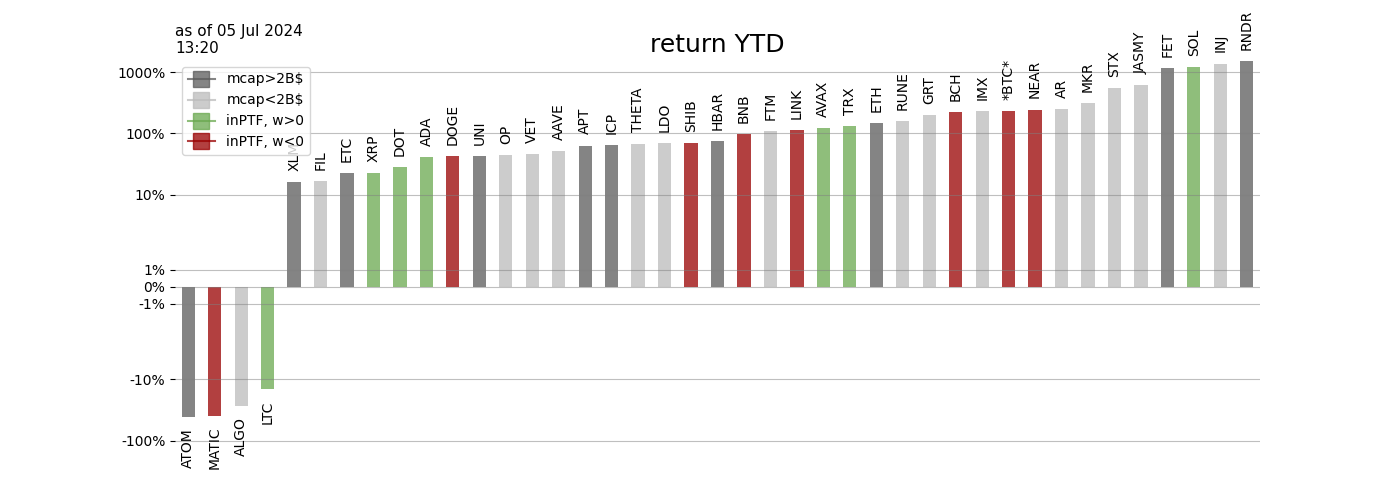 as of 05 Jul 2024
13:20
return YTD
mcap>2B$
mcap<2B$
inPTF, w>0
inPTF, w<0
1000%
100%
10%
1%
0%
-1%
-10%
-100%
ATOM
MATIC
ALGO
LTC
XLM
FIL
ETC
XRP
DOT
ADA
DOGE
UNI
OP
VET
AAVE
APT
ICP
THETA
LDO
SHIB
HBAR
BNB
FTM
LINK
AVAX
TRX
ETH
RUNE
GRT
BCH
IMX
*BTC*
NEAR
AR
MKR
STX
JASMY
FET
SOL
INJ
RNDR